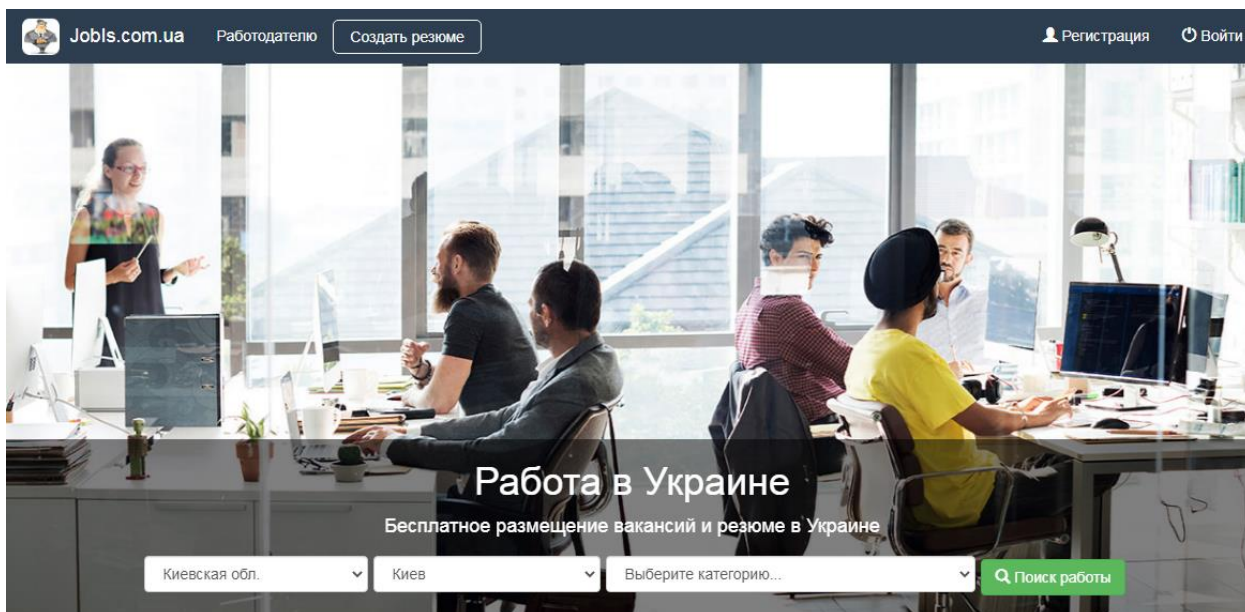 Jobls.com.ua Работодателю Создать резюме Регистрация Войти
Работа в Украине
Бесплатное размещение вакансий и резюме в Украине
Киевская обл. Киев Выберите категорию... Поиск работы